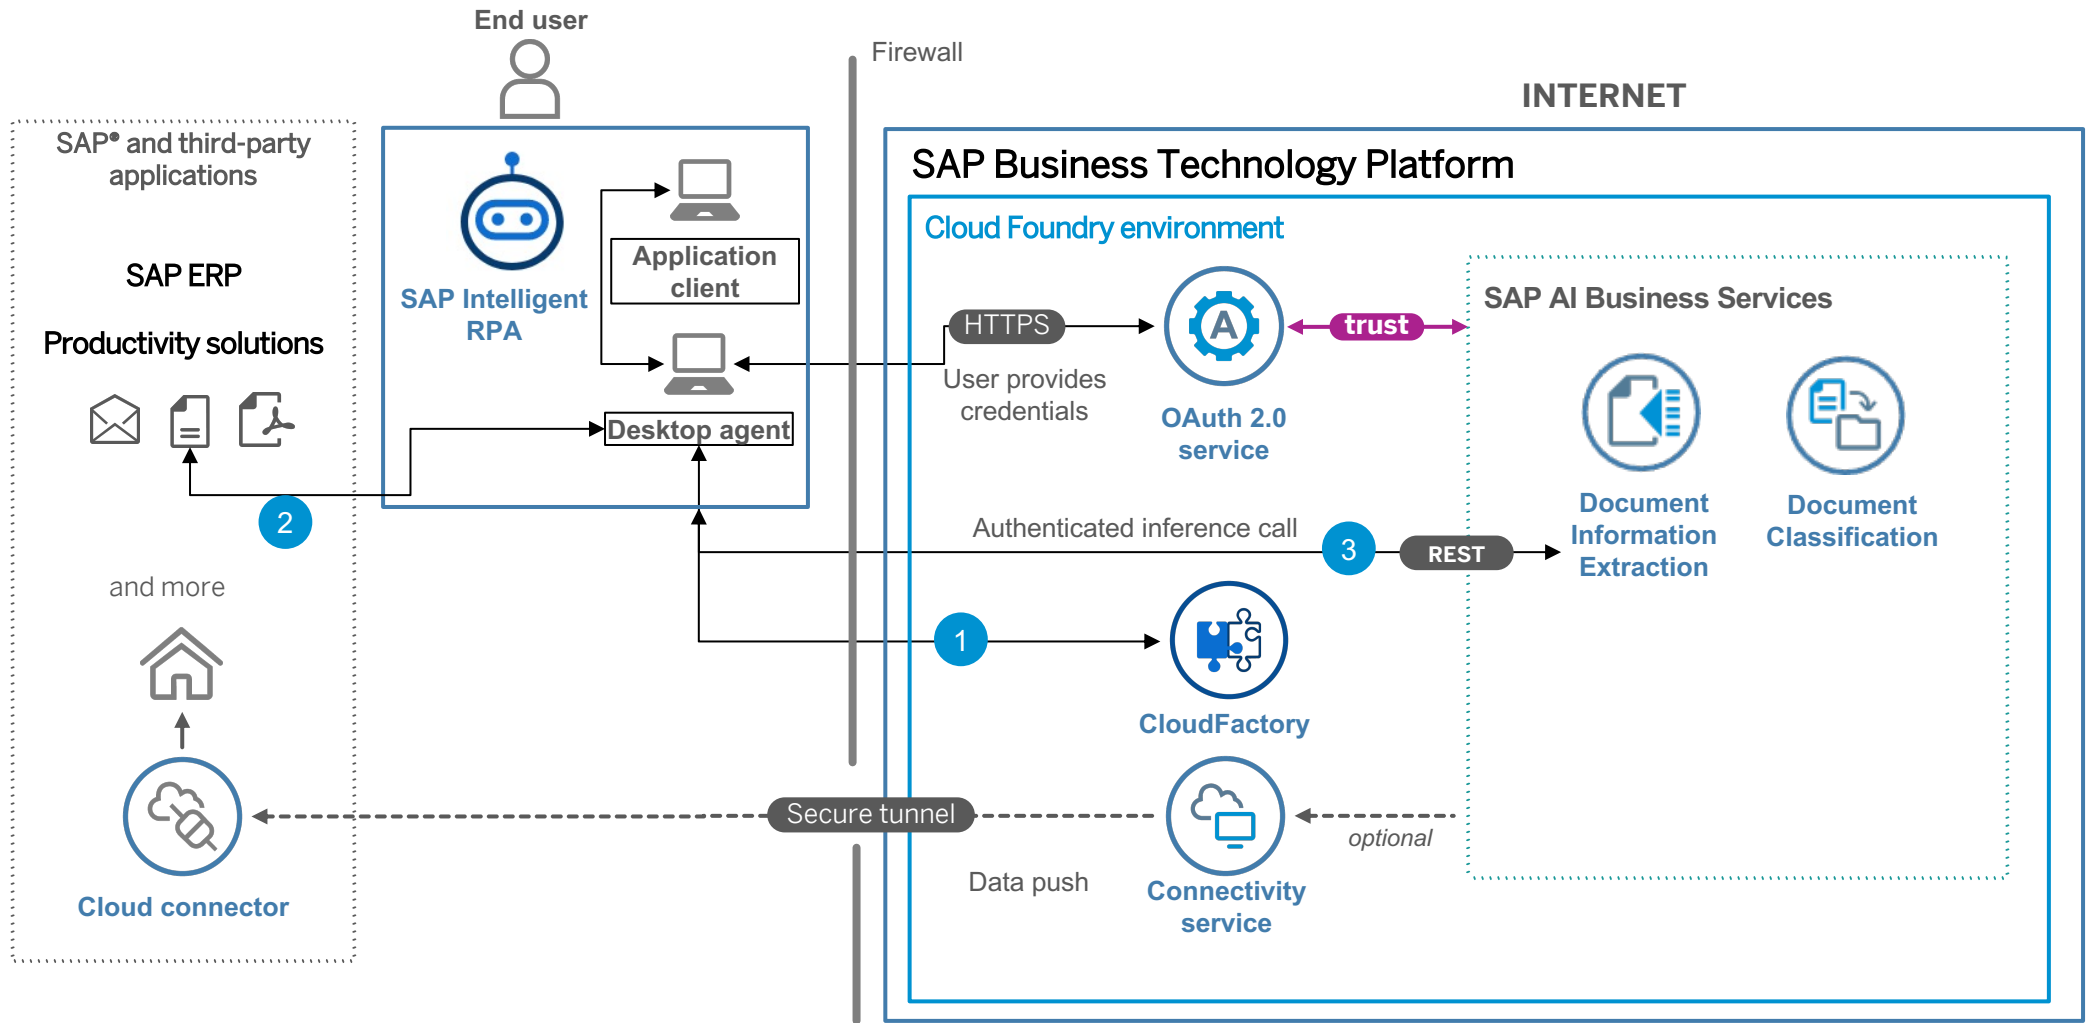 End user
Firewall
INTERNET
SAP® and third-party
applications
SAP ERP
Productivity solutions
2
and more
Cloud connector
SAP Intelligent
RPA
Application
client
Desktop agent
SAP Business Technology Platform
Cloud Foundry environment
HTTPS
User provides
credentials
A
OAuth 2.0
service
trust
SAP AI Business Services
Document
Information
Extraction
Document
Classification
Authenticated inference call
3
REST
1
CloudFactory
Secure tunnel
Data push
Connectivity
service
optional